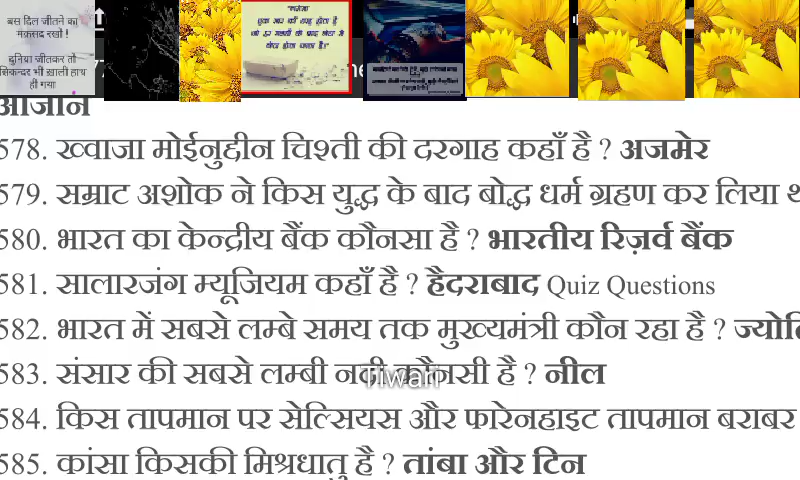 बस दिल जीतने का
मकसद रखों !
दुनिया जीतकर तो
सिकन्दर भी ख़ाली हाथ
ही गया
578. ख्वाजा मोईनुद्दीन चिश्ती की दरगाह कहाँ है ? अजमेर
579. सम्राट अशोक ने किस युद्ध के बाद बोद्ध धर्म ग्रहण कर लिया
580. भारत का केन्द्रीय बैंक कौनसा है ? भारतीय रिज़र्व बैंक
581. सालारजंग म्यूजियम कहाँ है ? हैदराबाद Quiz Questions
582. भारत में सबसे लम्बे समय तक मुख्यमंत्री कौन रहा है ?
583. संसार की सबसे लम्बी नदी कौनसी है ? नील
584. किस तापमान पर सेल्सियस और फारेनहाइट तापमान बराबर
585. कांसा किसकी मिश्रधातु है ? तांबा और टिन